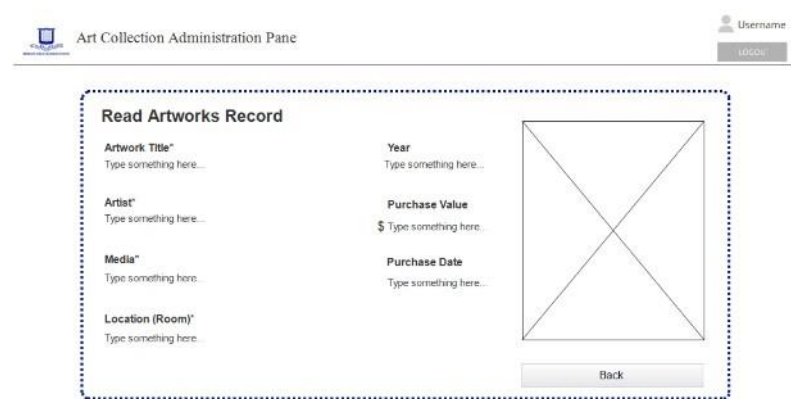 Art Collection Administration Pane
Username
LOGOUT
Read Artworks Record
Artwork Title*
Type something here...
Year
Type something here...
Artist*
Type something here...
Purchase Value
$ Type something here...
Media*
Type something here...
Purchase Date
Type something here...
Location (Room)*
Type something here...
Back